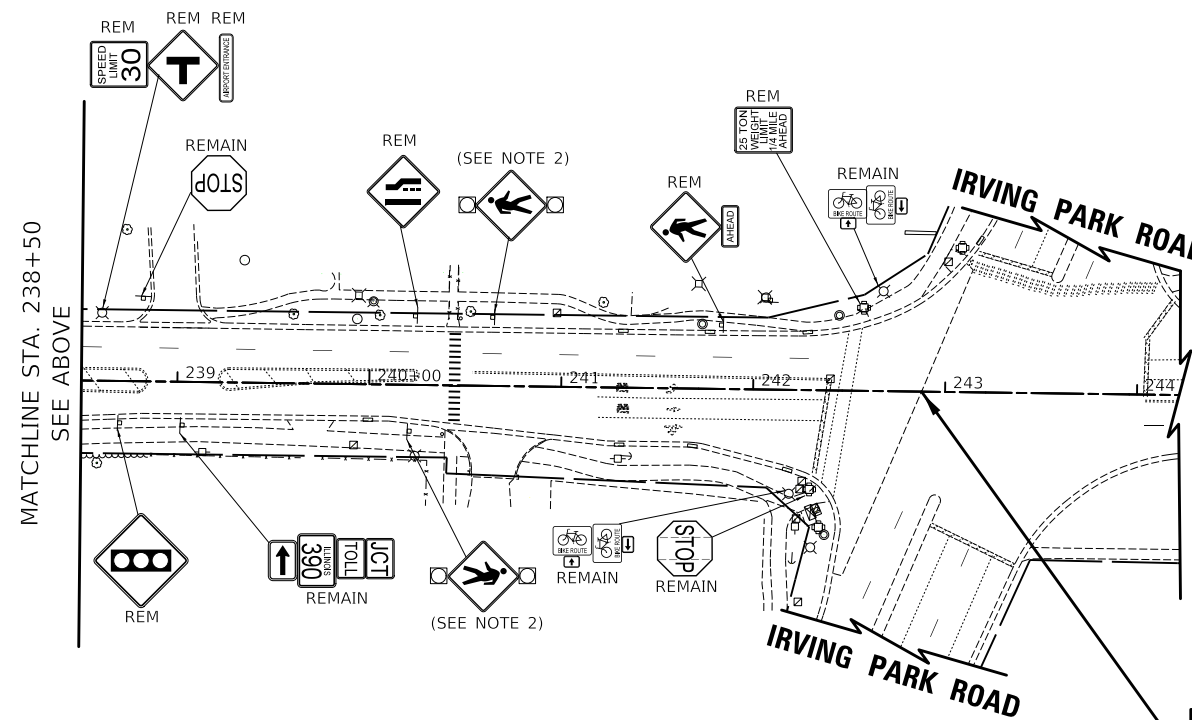 REM
REM
REM
SPEED
LIMIT
30
T
AIRPORT ENTRANCE
REMAIN
STOP
REM
(SEE NOTE 2)
REM
AHEAD
REM
25 TON
WEIGHT
LIMIT
1/4 MILE
AHEAD
REMAIN
BIKE ROUTE
BIKE ROUTE
IRVING PARK ROAD
MATCHLINE STA. 238+50
SEE ABOVE
239
240+00
241
242
243
244
REM
ILLINOIS
390
TOLL
JCT
REMAIN
(SEE NOTE 2)
BIKE ROUTE
BIKE ROUTE
REMAIN
STOP
REMAIN
IRVING PARK ROAD